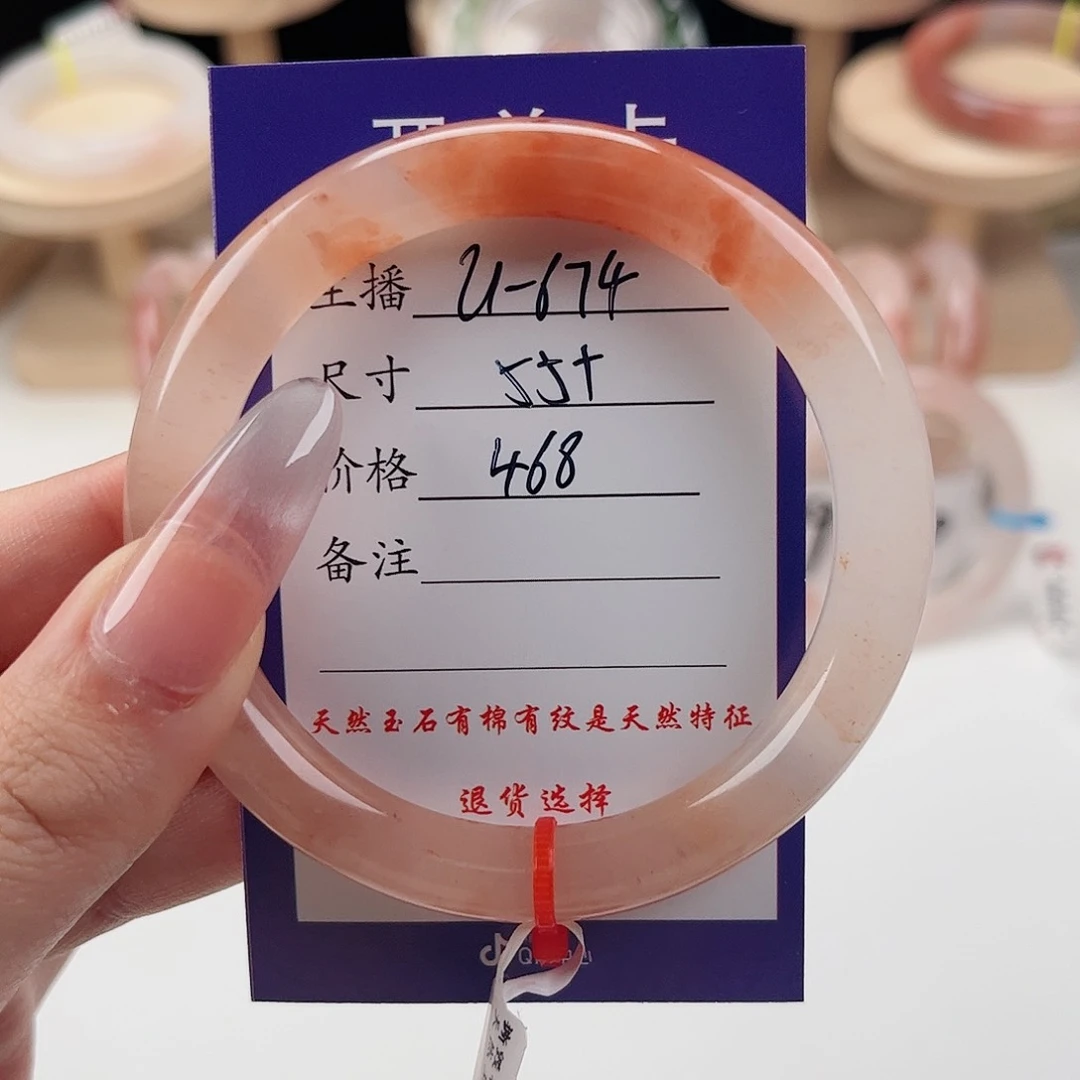 主播 U-674
尺寸 55+
价格 468
备注
天然玉石有棉有纹是天然特征
退货选择